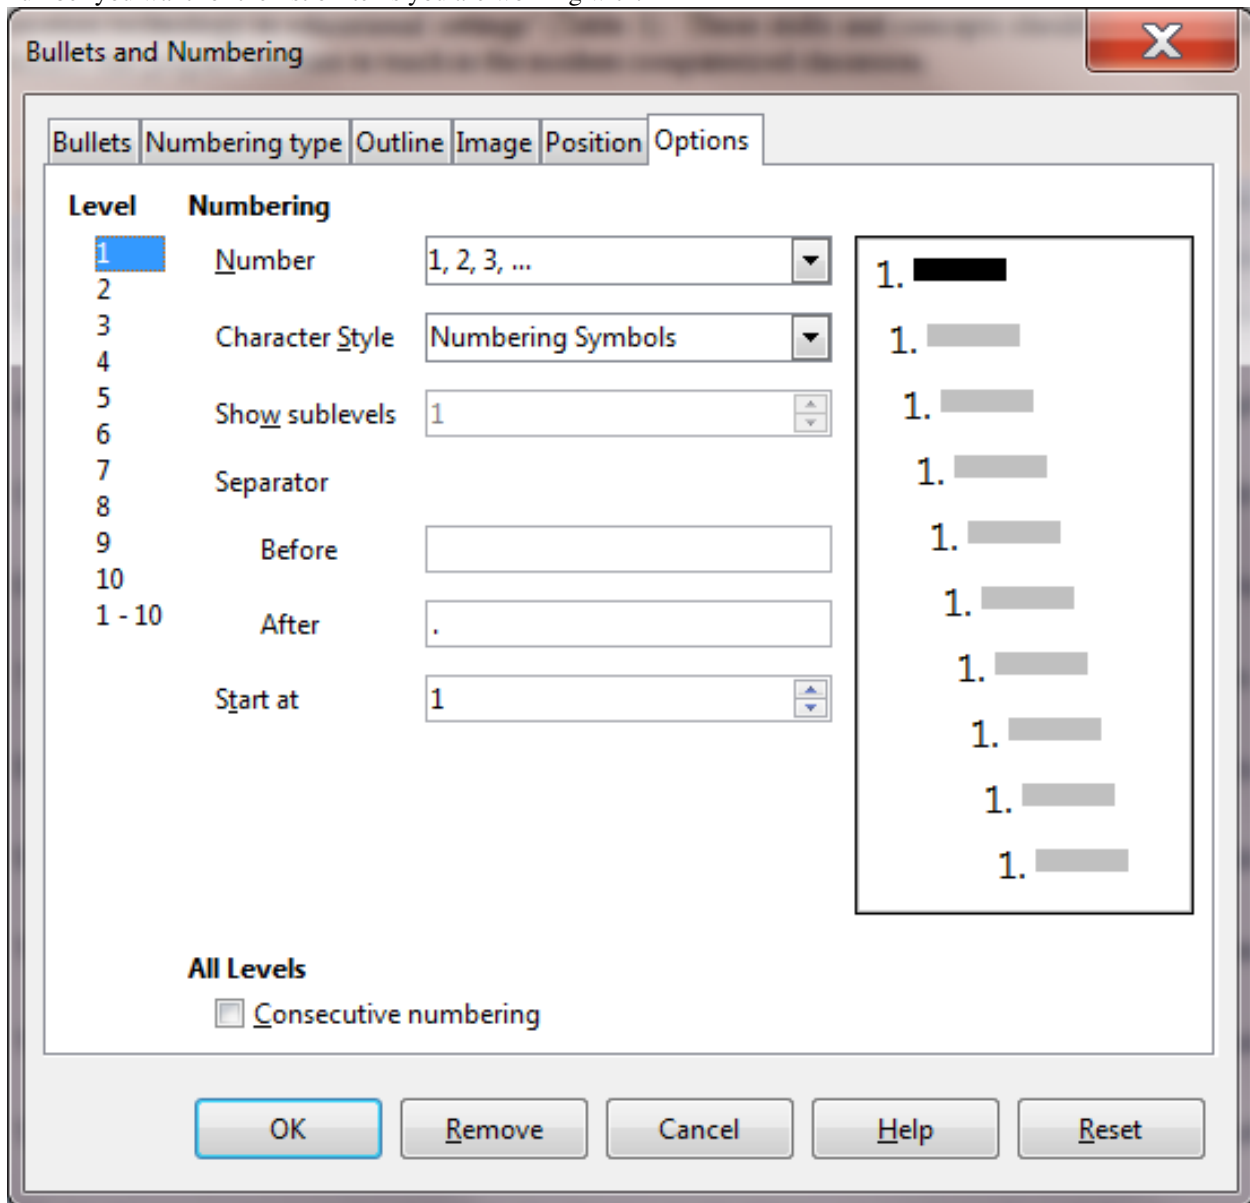 Bullets and Numbering
Bullets Numbering type Outline Image Position Options
Level Numbering
1
2
3
4
5
6
7
8
9
10
1 - 10
Number 1, 2, 3, ...
Character Style Numbering Symbols
Show sublevels 1
Separator
Before
After .
Start at 1
1.
1.
1.
1.
1.
1.
1.
1.
1.
1.
All Levels
Consecutive numbering
OK Remove Cancel Help Reset